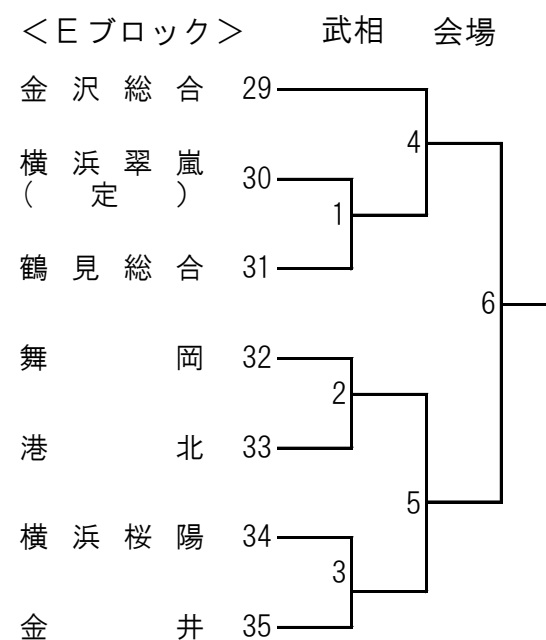 ＜Eブロック＞ 武相 会場
金沢総合 29
横浜翠嵐
(定) 30
鶴見総合 31
舞岡 32
港北 33
横浜桜陽 34
金井 35
4
1
6
2
5
3